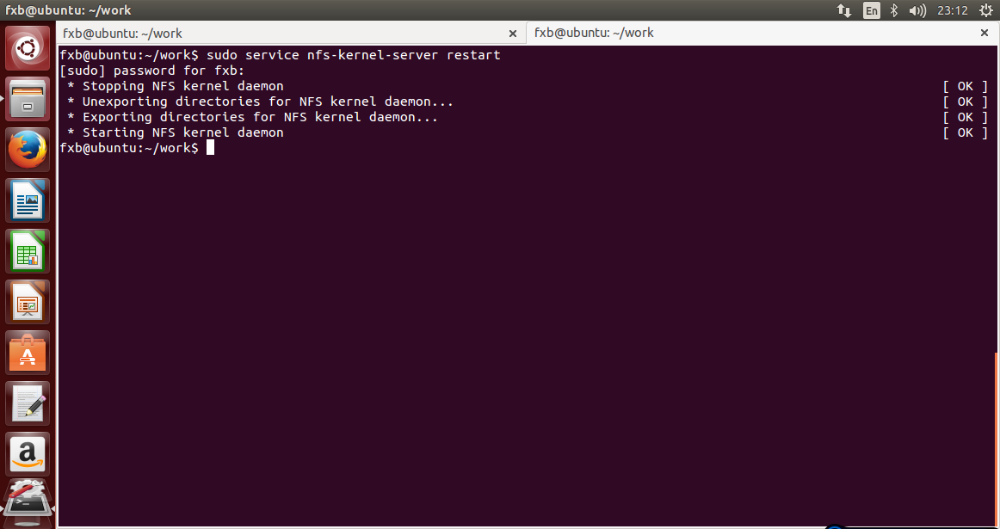 fxb@ubuntu: ~/work
En
23:12
fxb@ubuntu: ~/work × fxb@ubuntu: ~/work ×
fxb@ubuntu:~/work$ sudo service nfs-kernel-server restart
[sudo] password for fxb:
* Stopping NFS kernel daemon [ OK ]
* Unexporting directories for NFS kernel daemon... [ OK ]
* Exporting directories for NFS kernel daemon... [ OK ]
* Starting NFS kernel daemon [ OK ]
fxb@ubuntu:~/work$
a